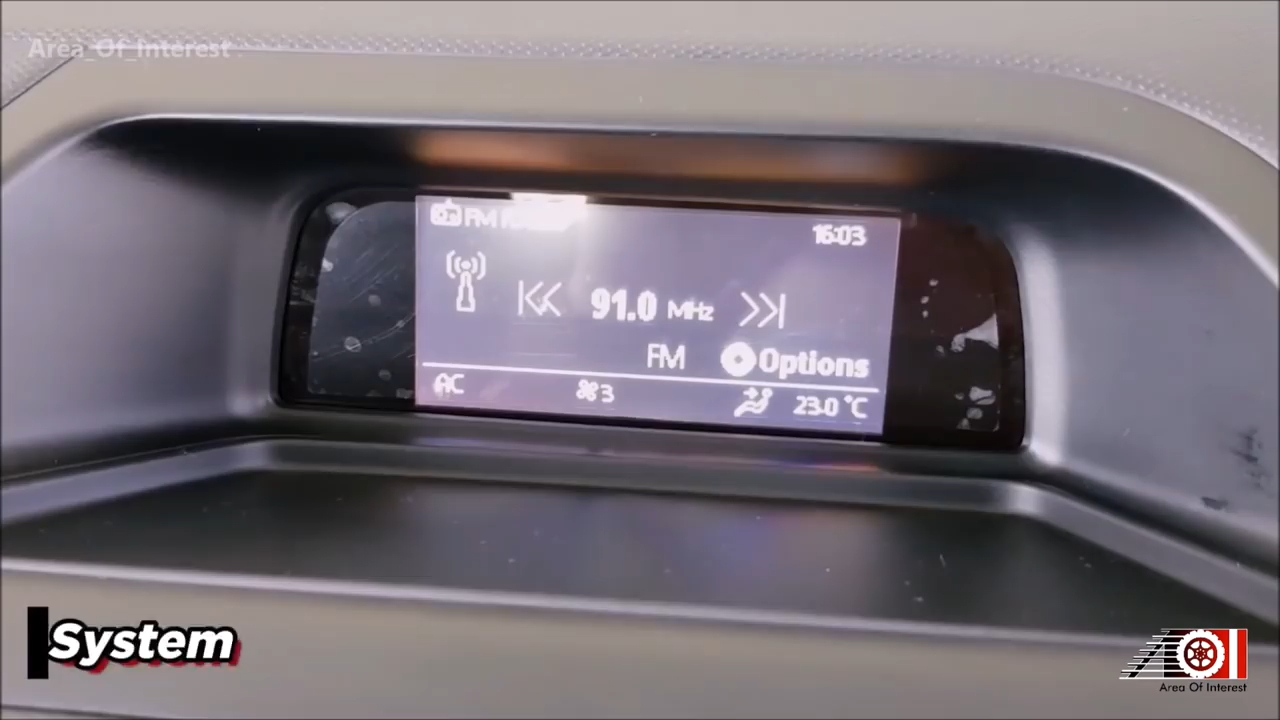 Area_Of_Interest
FM
16:03
91.0 MHz
FM Options
AC 3 23.0 °C
System
Area Of Interest